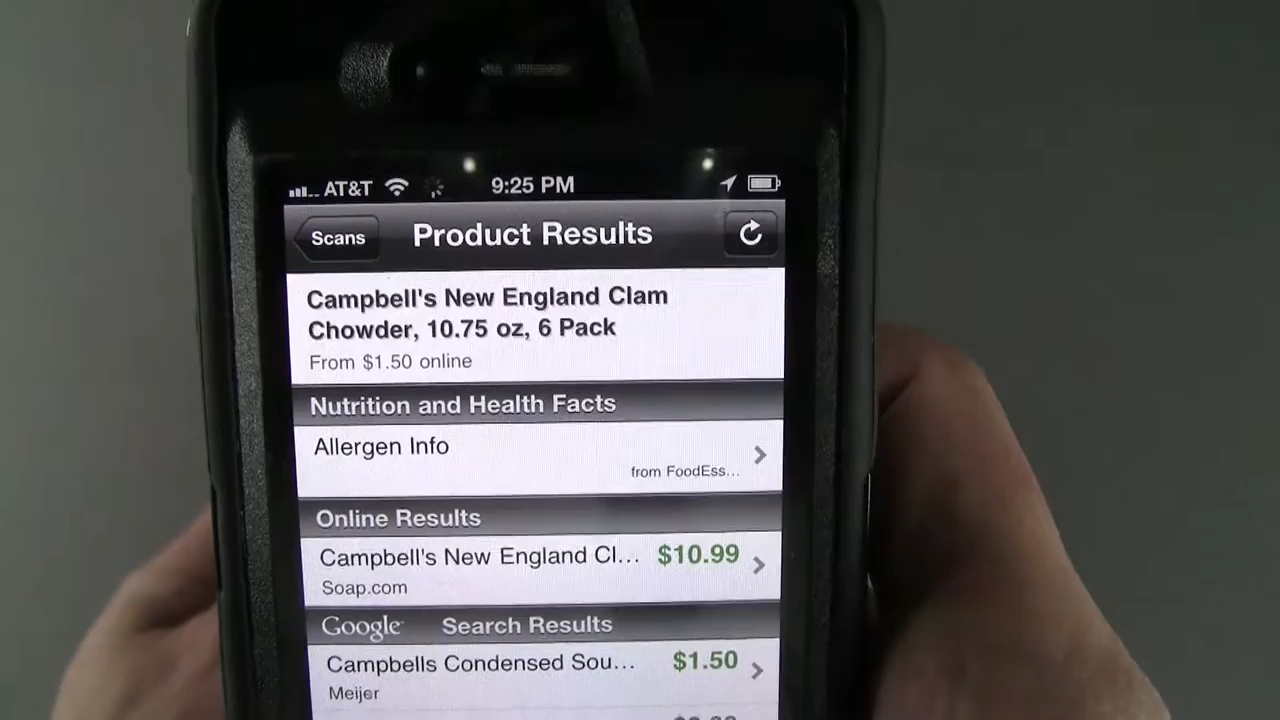 AT&T 9:25 PM
Scans Product Results
Campbell's New England Clam
Chowder, 10.75 oz, 6 Pack
From $1.50 online
Nutrition and Health Facts
Allergen Info
from FoodEss...
Online Results
Campbell's New England Cl... $10.99
Soap.com
Google Search Results
Campbells Condensed Sou... $1.50
Meijer